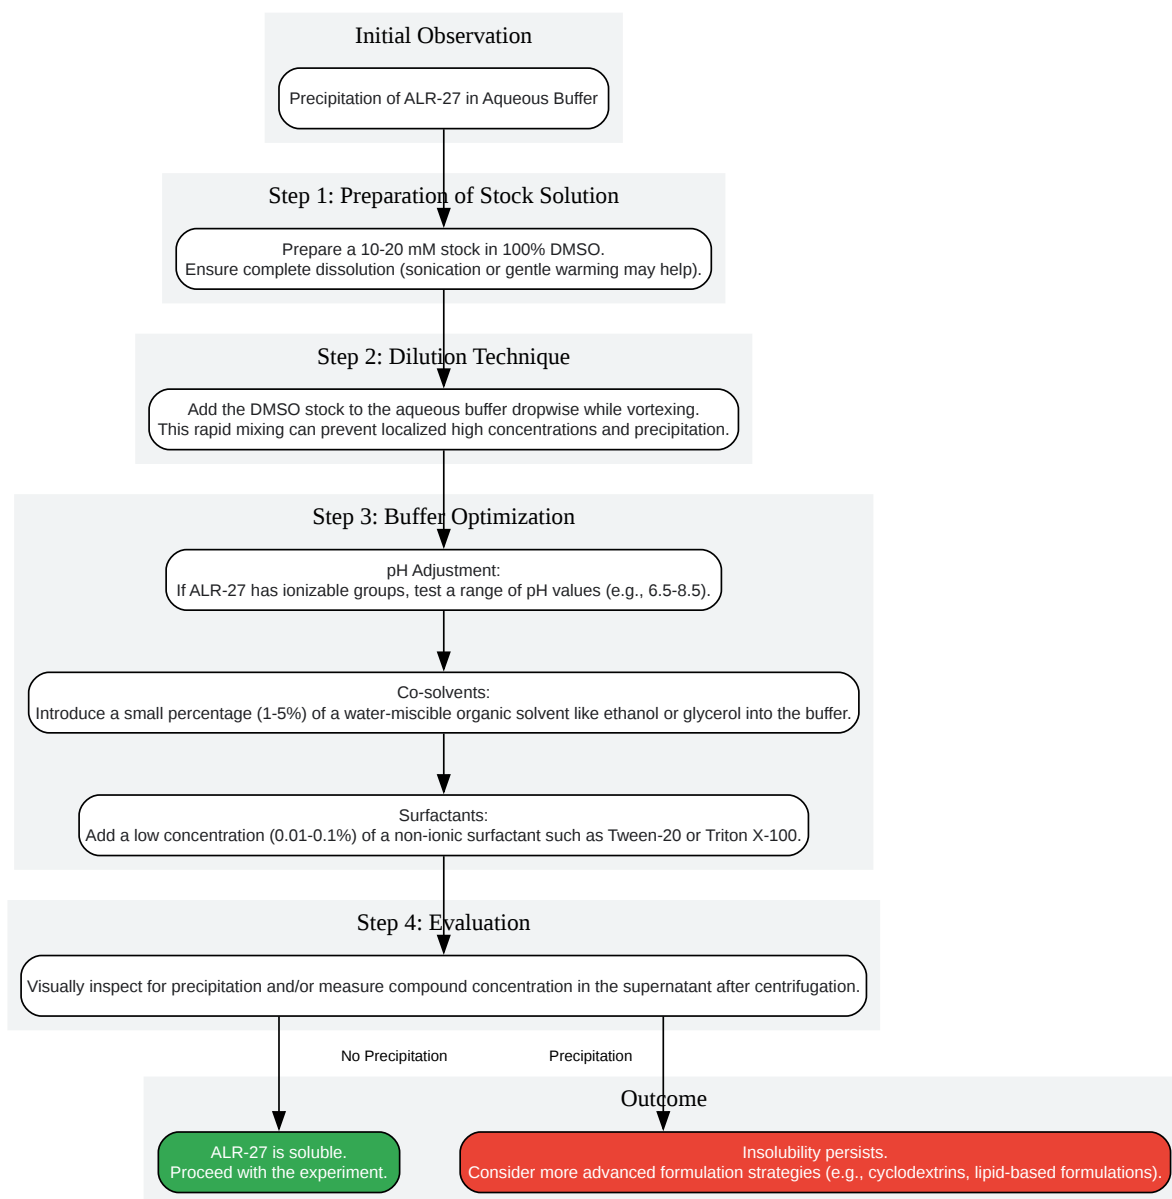 Initial Observation
Precipitation of ALR-27 in Aqueous Buffer
Step 1: Preparation of Stock Solution
Prepare a 10-20 mM stock in 100% DMSO.
Ensure complete dissolution (sonication or gentle warming may help).
Step 2: Dilution Technique
Add the DMSO stock to the aqueous buffer dropwise while vortexing.
This rapid mixing can prevent localized high concentrations and precipitation.
Step 3: Buffer Optimization
pH Adjustment:
If ALR-27 has ionizable groups, test a range of pH values (e.g., 6.5-8.5).
Co-solvents:
Introduce a small percentage (1-5%) of a water-miscible organic solvent like ethanol or glycerol into the buffer.
Surfactants:
Add a low concentration (0.01-0.1%) of a non-ionic surfactant such as Tween-20 or Triton X-100.
Step 4: Evaluation
Visually inspect for precipitation and/or measure compound concentration in the supernatant after centrifugation.
No Precipitation
Precipitation
Outcome
ALR-27 is soluble.
Proceed with the experiment.
Insolubility persists.
Consider more advanced formulation strategies (e.g., cyclodextrins, lipid-based formulations).